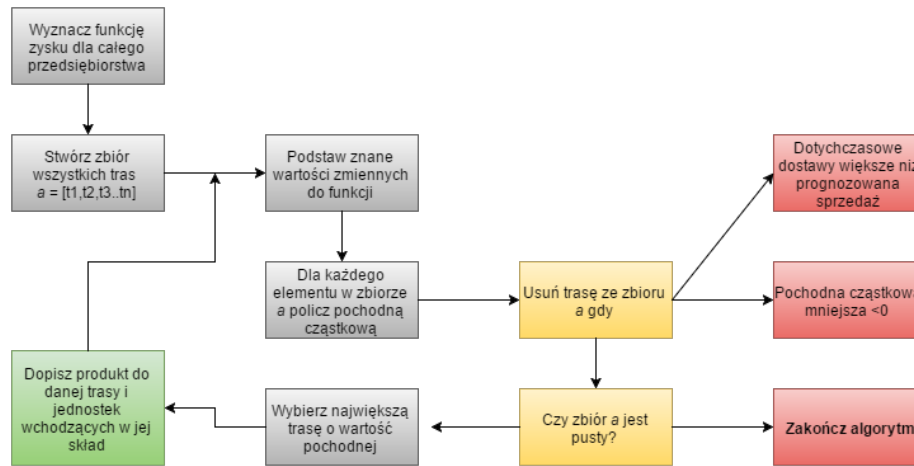 Wyznacz funkcję
zysku dla całego
przedsiębiorstwa
Stwórz zbiór
wszystkich tras
a = [t1,t2,t3..tn]
Podstaw znane
wartości zmiennych
do funkcji
Dotychczasowe
dostawy większe niż
prognozowana
sprzedaż
Dla każdego
elementu w zbiorze
a policz pochodną
cząstkową
Usuń trasę ze zbioru
a gdy
Pochodna cząstkowa
mniejsza <0
Dopisz produkt do
danej trasy i
jednostek
wchodzących w jej
skład
Wybierz największą
trasę o wartość
pochodnej
Czy zbiór a jest
pusty?
Zakończ algorytm